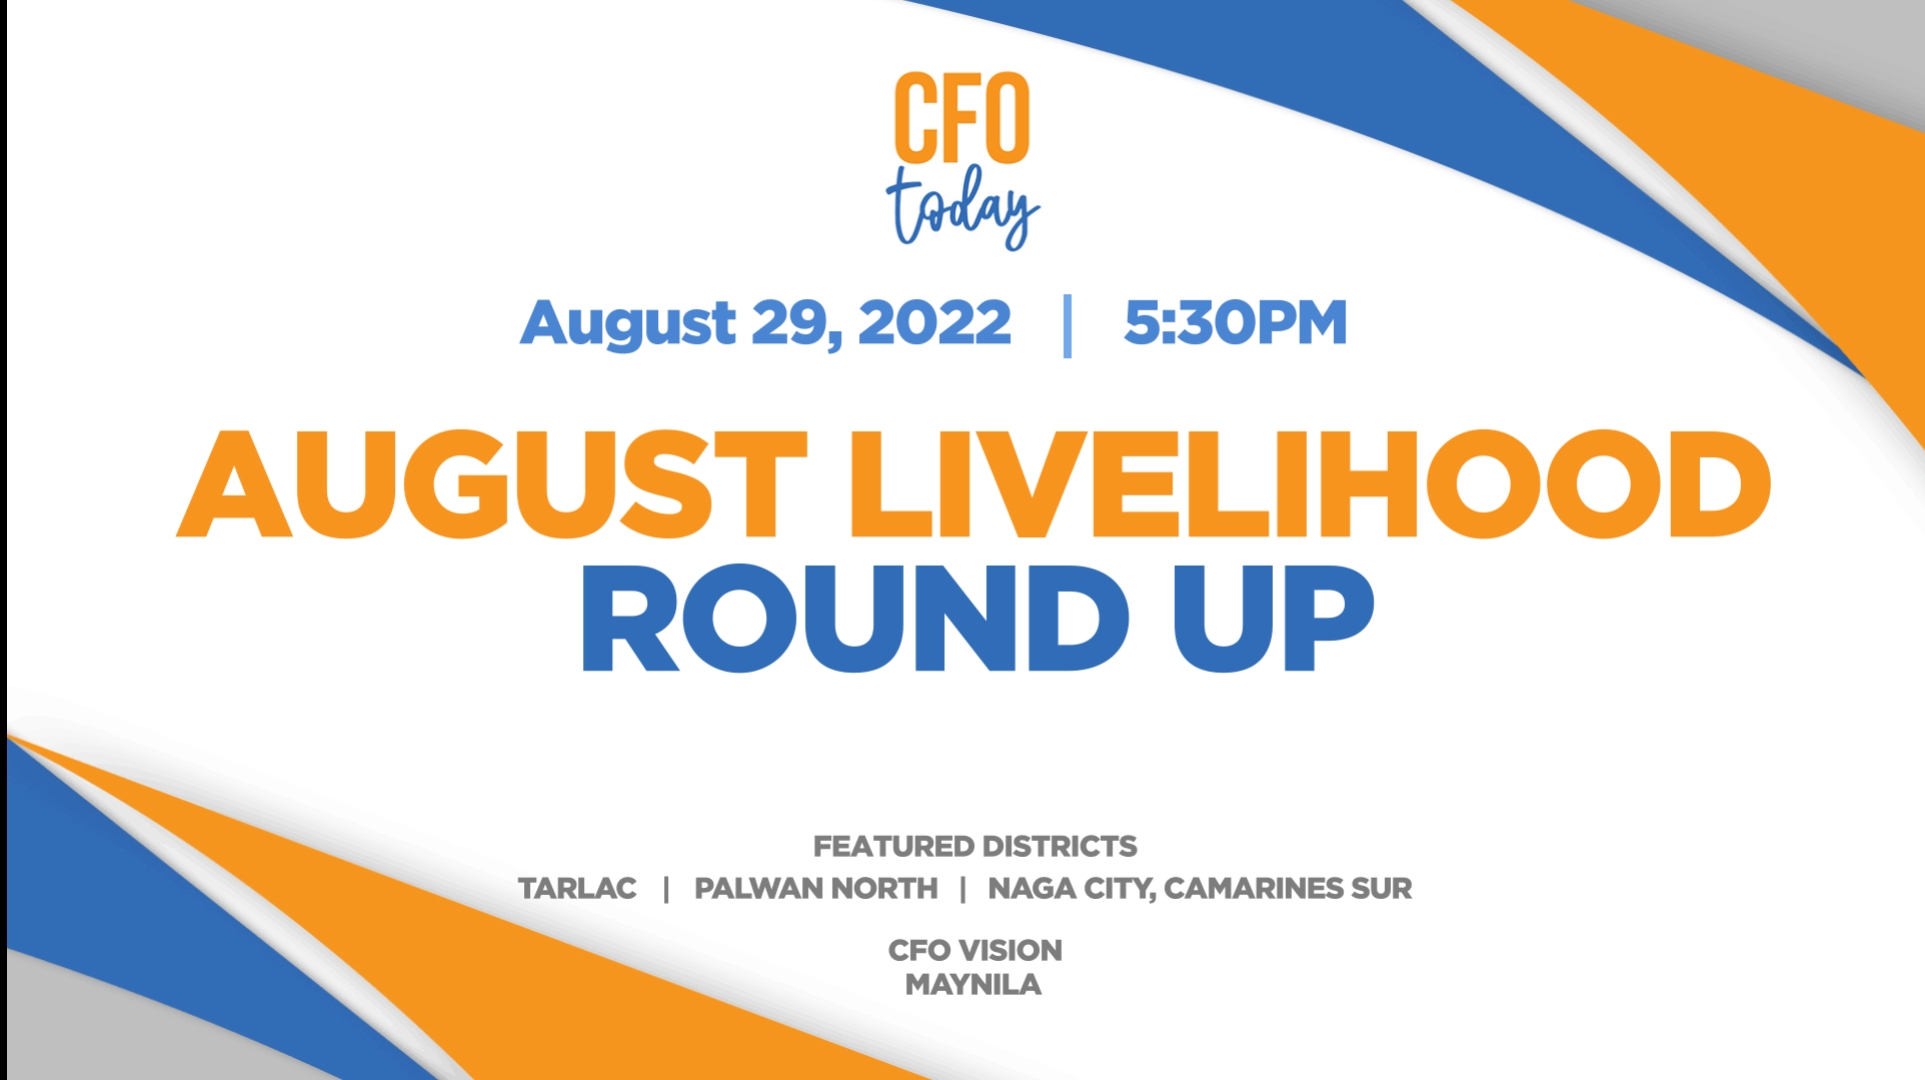 CFO
today
August 29, 2022 | 5:30PM
AUGUST LIVELIHOOD
ROUND UP
FEATURED DISTRICTS
TARLAC | PALWAN NORTH | NAGA CITY, CAMARINES SUR
CFO VISION
MAYNILA